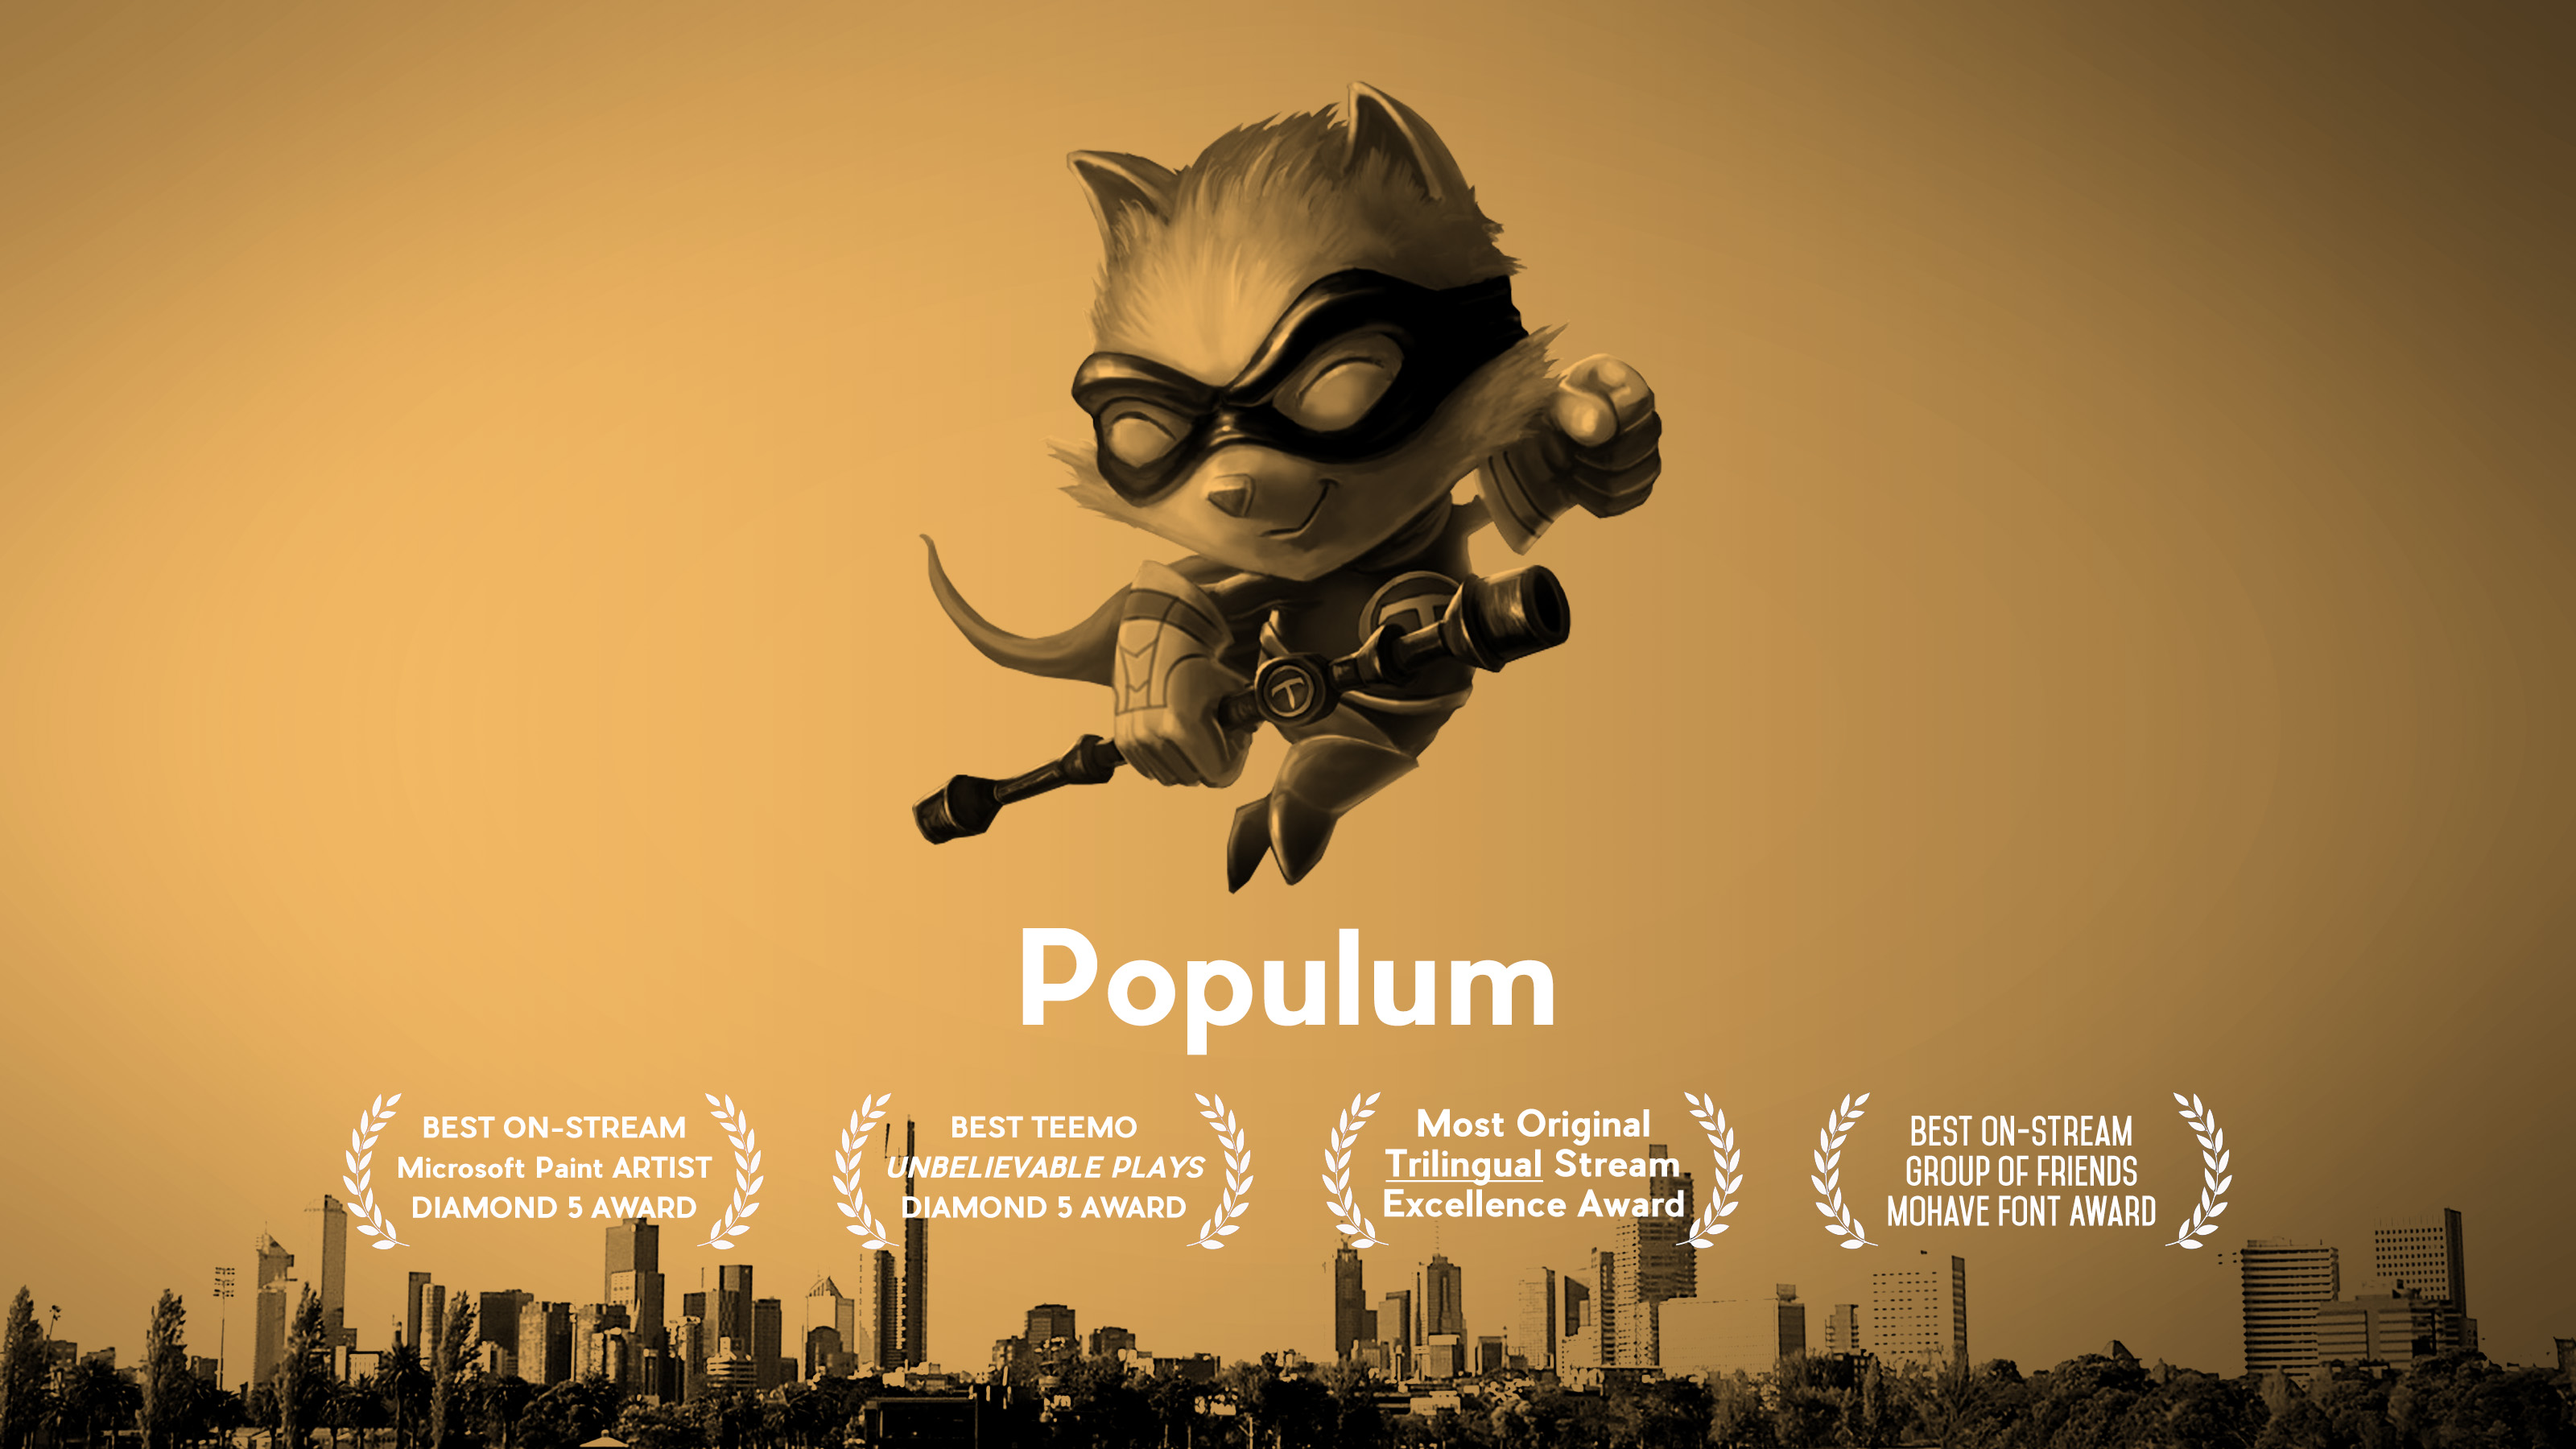 T
T
Populum
BEST ON-STREAM
Microsoft Paint ARTIST
DIAMOND 5 AWARD
BEST TEEMO
UNBELIEVABLE PLAYS
DIAMOND 5 AWARD
Most Original
Trilingual Stream
Excellence Award
BEST ON-STREAM
GROUP OF FRIENDS
MOHAVE FONT AWARD